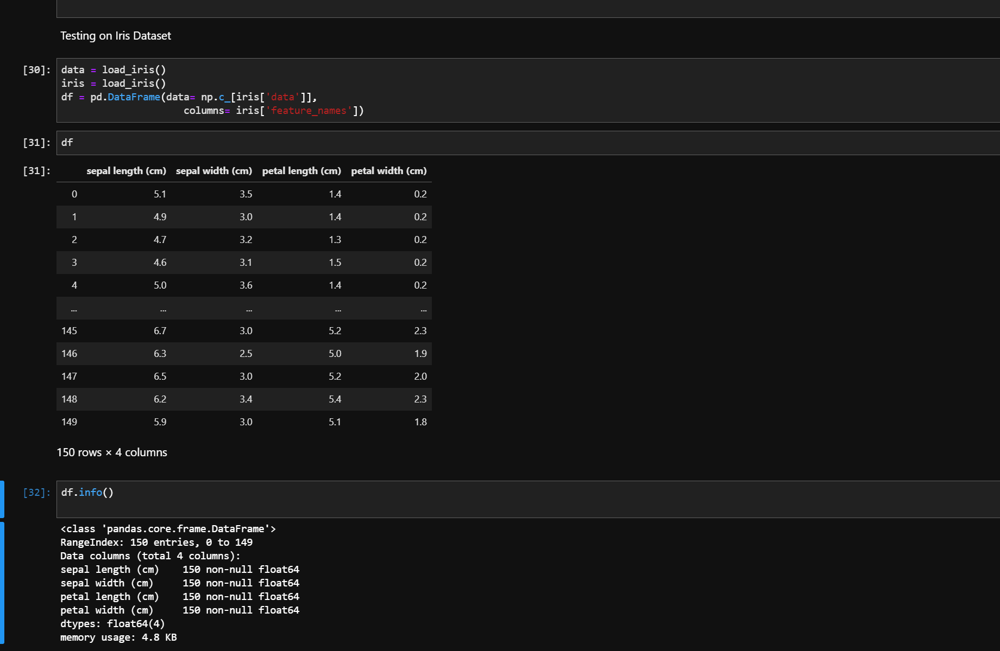 Testing on Iris Dataset
[30]: data = load_iris()
iris = load_iris()
df = pd.DataFrame(data= np.c_[iris['data']],
columns= iris['feature_names'])
[31]: df
[31]: sepal length (cm) sepal width (cm) petal length (cm) petal width (cm)
0 5.1 3.5 1.4 0.2
1 4.9 3.0 1.4 0.2
2 4.7 3.2 1.3 0.2
3 4.6 3.1 1.5 0.2
4 5.0 3.6 1.4 0.2
... ... ... ... ...
145 6.7 3.0 5.2 2.3
146 6.3 2.5 5.0 1.9
147 6.5 3.0 5.2 2.0
148 6.2 3.4 5.4 2.3
149 5.9 3.0 5.1 1.8
150 rows × 4 columns
[32]: df.info()
<class 'pandas.core.frame.DataFrame'>
RangeIndex: 150 entries, 0 to 149
Data columns (total 4 columns):
sepal length (cm)    150 non-null float64
sepal width (cm)     150 non-null float64
petal length (cm)    150 non-null float64
petal width (cm)     150 non-null float64
dtypes: float64(4)
memory usage: 4.8 KB